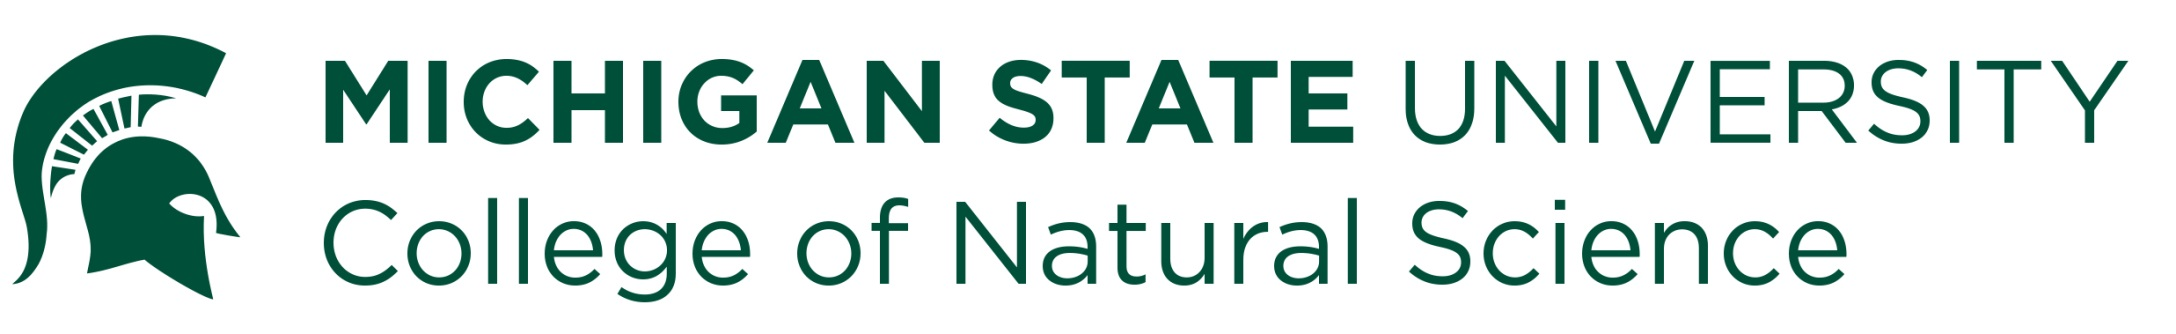 MICHIGAN STATE UNIVERSITY
College of Natural Science